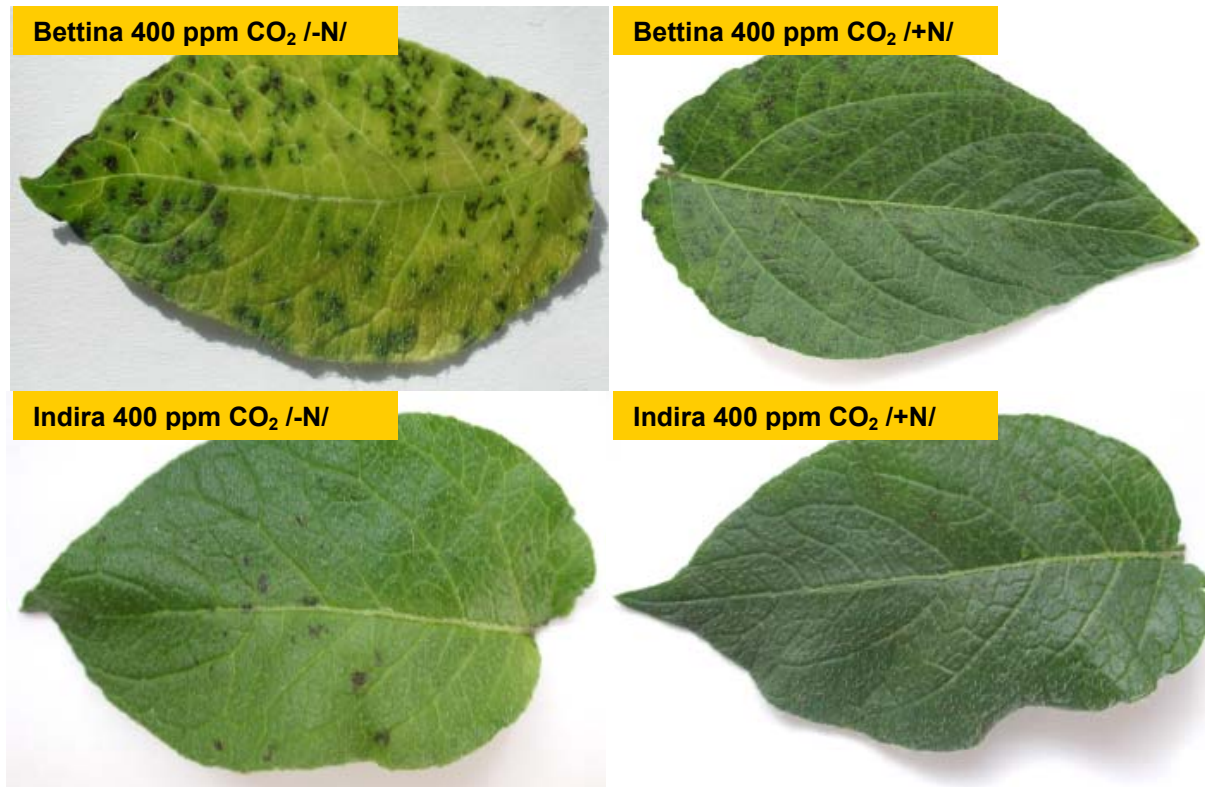 Bettina 400 ppm CO₂ /-N/
Bettina 400 ppm CO₂ /+N/
Indira 400 ppm CO₂ /-N/
Indira 400 ppm CO₂ /+N/